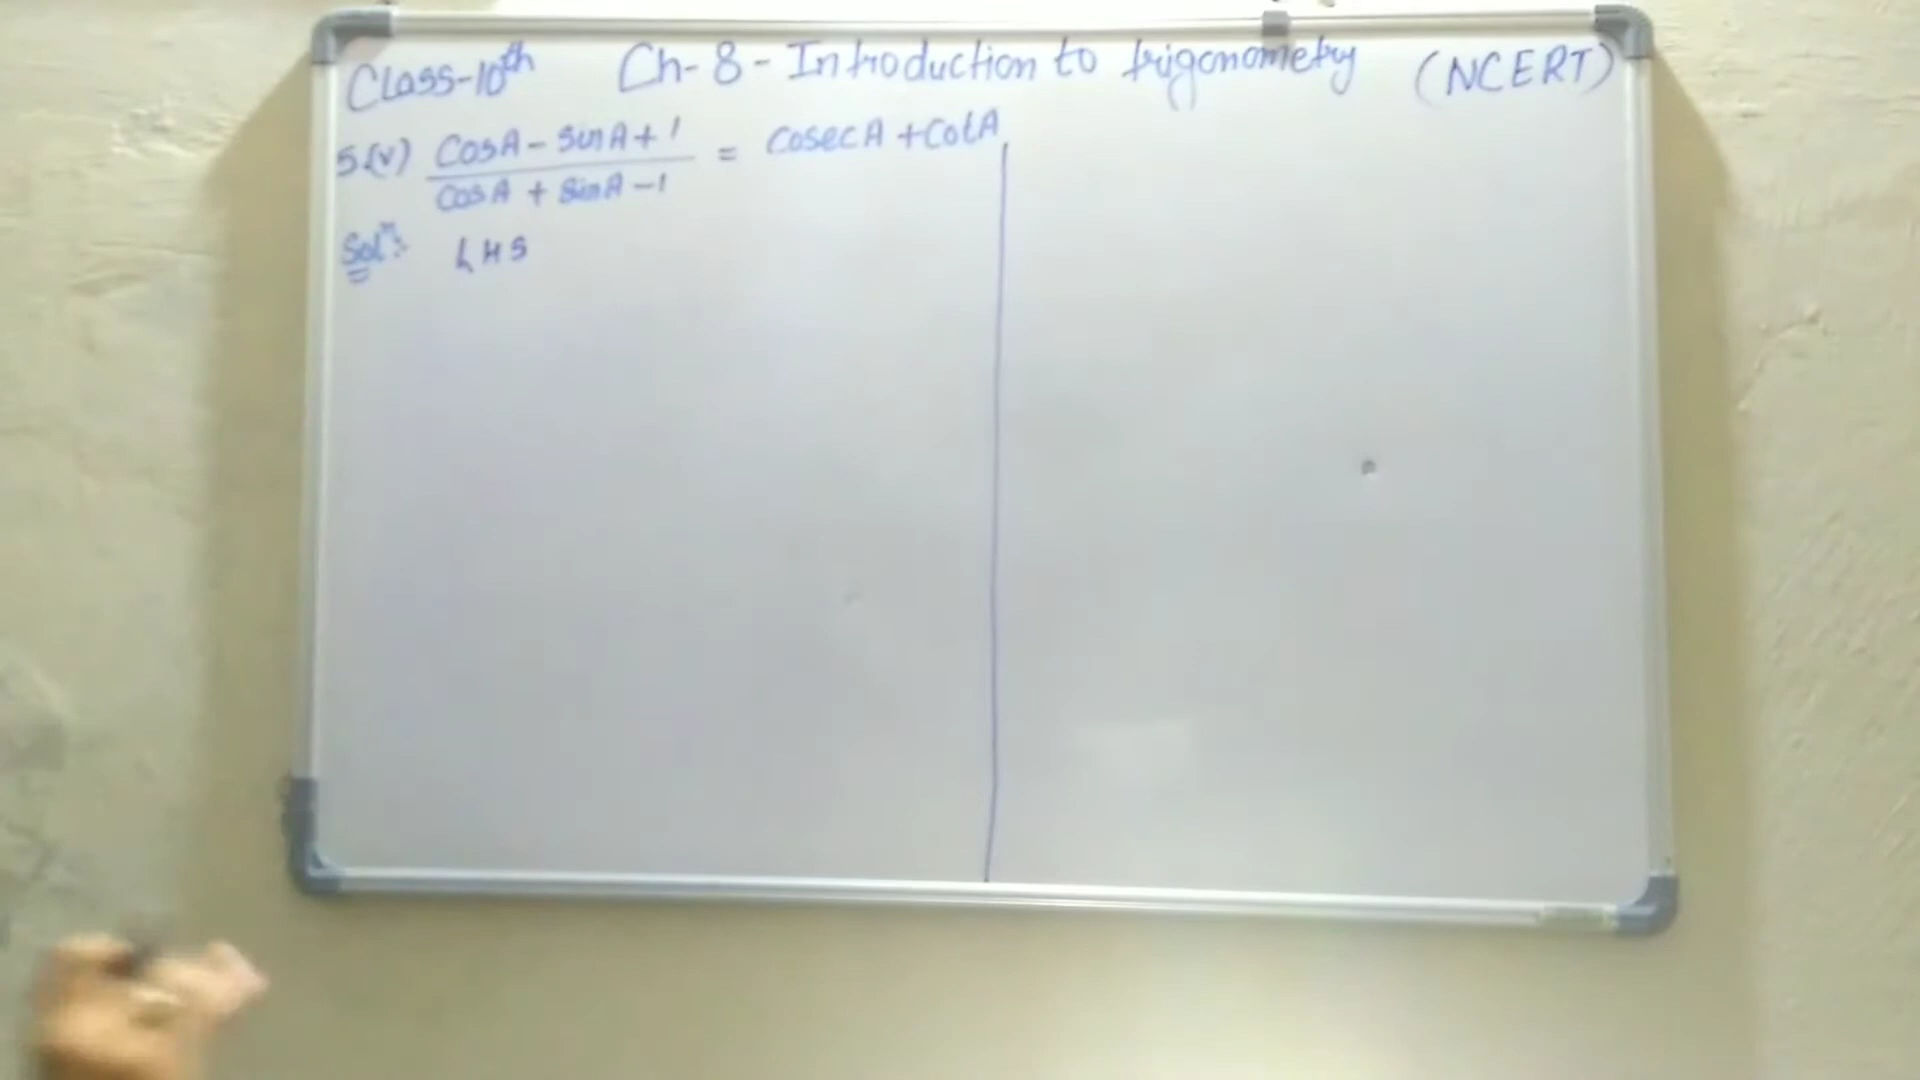 Class-10th Ch-8-Introduction to trigonometry (NCERT)
5(v) CosA - sinA + 1 / CosA + sinA - 1 = CosecA + CotA
Solⁿ: LHS